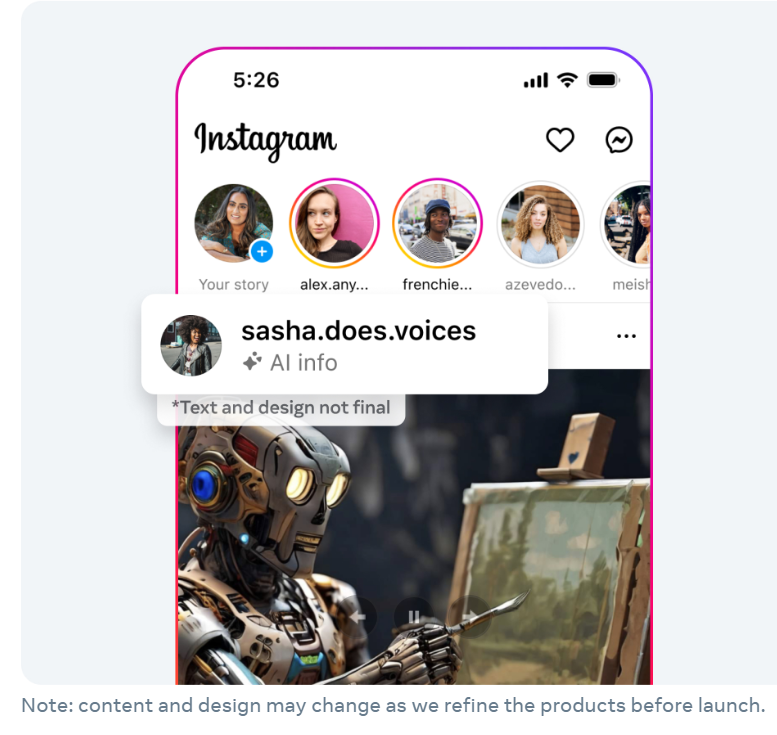 5:26
Instagram
Your story alex.any... frenchie... azevedo... meish
sasha.does.voices
AI info
*Text and design not final
Note: content and design may change as we refine the products before launch.